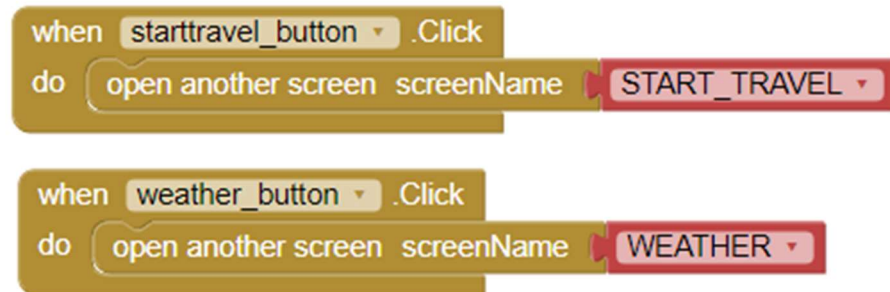 when starttravel_button .Click
do open another screen screenName START_TRAVEL
when weather_button .Click
do open another screen screenName WEATHER